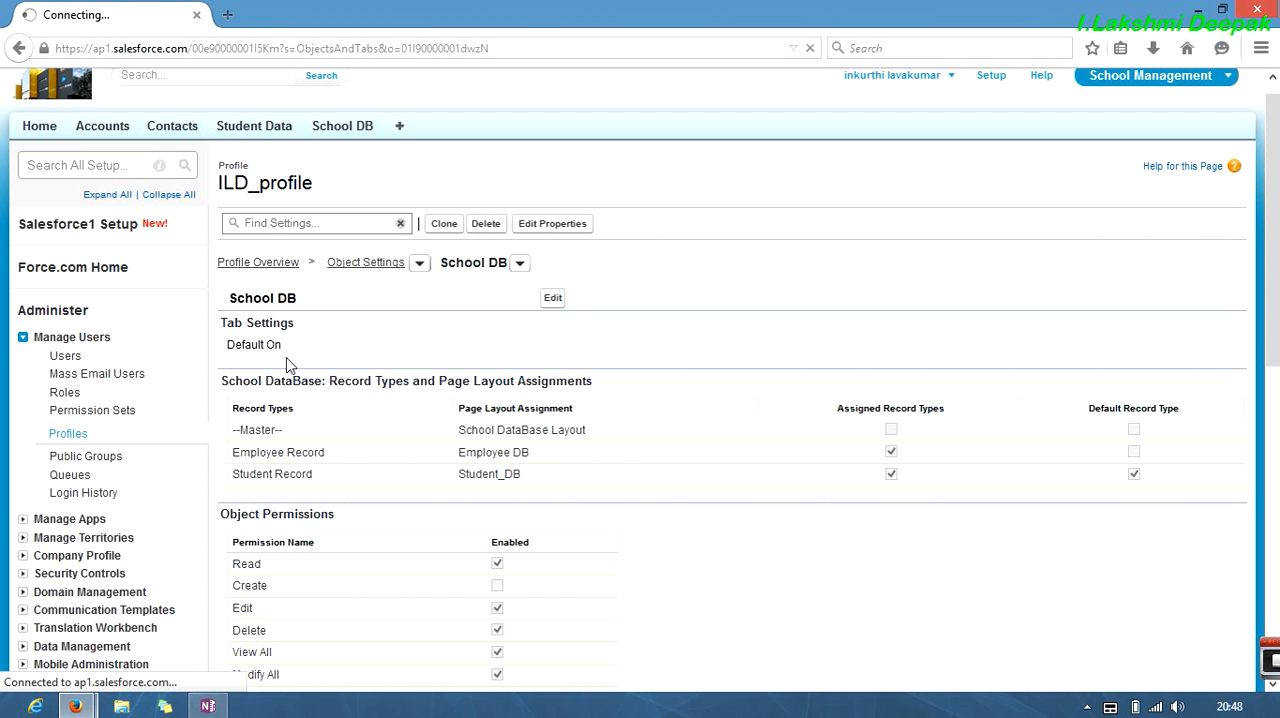 Connecting...
I.Lakshmi Deepak
https://ap1.salesforce.com/00e90000001I5Km?s=ObjectsAndTabs&o=01I90000001dwzN
Search
Search...
Search
inkurthi lavakumar
Setup
Help
School Management
Home
Accounts
Contacts
Student Data
School DB
Search All Setup...
Expand All | Collapse All
Salesforce1 Setup New!
Force.com Home
Administer
Manage Users
Users
Mass Email Users
Roles
Permission Sets
Profiles
Public Groups
Queues
Login History
Manage Apps
Manage Territories
Company Profile
Security Controls
Domain Management
Communication Templates
Translation Workbench
Data Management
Mobile Administration
Profile
ILD_profile
Help for this Page
Find Settings...
Clone
Delete
Edit Properties
Profile Overview > Object Settings School DB
School DB
Edit
Tab Settings
Default On
School DataBase: Record Types and Page Layout Assignments
Record Types Page Layout Assignment Assigned Record Types Default Record Type
--Master-- School DataBase Layout
Employee Record Employee DB
Student Record Student_DB
Object Permissions
Permission Name Enabled
Read
Create
Edit
Delete
View All
Modify All
Connected to ap1.salesforce.com...
20:48